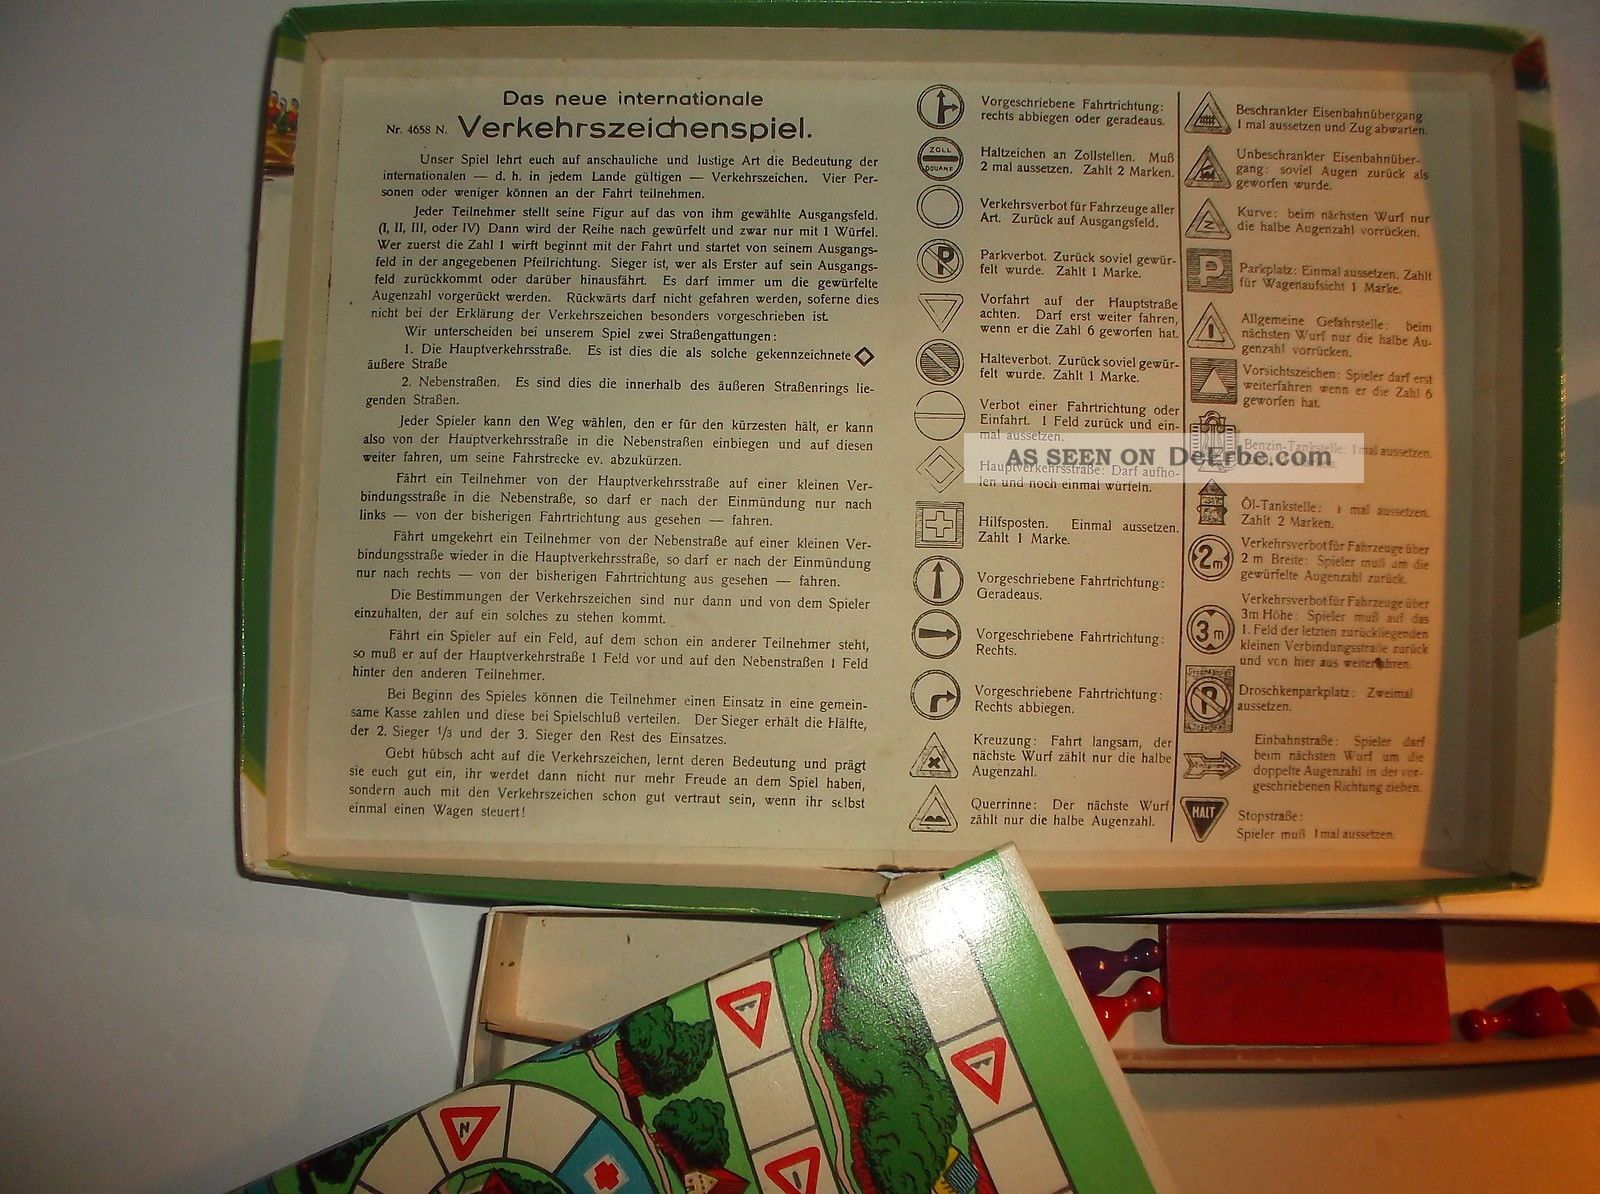 Das neue internationale
Nr. 4658 N. Verkehrszeichenspiel.
Unser Spiel lehrt euch auf anschauliche und lustige Art die Bedeutung der
internationalen — d. h. in jedem Lande gültigen — Verkehrszeichen. Vier Per-
sonen oder weniger können an der Fahrt teilnehmen.
Jeder Teilnehmer stellt seine Figur auf das von ihm gewählte Ausgangsfeld.
(I, II, III, oder IV) Dann wird der Reihe nach gewürfelt und zwar nur mit 1 Würfel.
Wer zuerst die Zahl 1 wirft beginnt mit der Fahrt und startet von seinem Ausgangs-
feld in der angegebenen Pfeilrichtung. Sieger ist, wer als Erster auf sein Ausgangs-
feld zurückkommt oder darüber hinausfährt. Es darf immer um die gewürfelte
Augenzahl vorgerückt werden. Rückwärts darf nicht gefahren werden, soferne dies
nicht bei der Erklärung der Verkehrszeichen besonders vorgeschrieben ist.
Wir unterscheiden bei unserem Spiel zwei Straßengattungen:
1. Die Hauptverkehrsstraße. Es ist dies die als solche gekennzeichnete
äußere Straße
2. Nebenstraßen. Es sind dies die innerhalb des äußeren Straßenrings lie-
genden Straßen.
Jeder Spieler kann den Weg wählen, den er für den kürzesten hält, er kann
also von der Hauptverkehrsstraße in die Nebenstraßen einbiegen und auf diesen
weiter fahren, um seine Fahrstrecke ev. abzukürzen.
Fährt ein Teilnehmer von der Hauptverkehrsstraße auf einer kleinen Ver-
bindungsstraße in die Nebenstraße, so darf er nach der Einmündung nur nach
links — von der bisherigen Fahrtrichtung aus gesehen — fahren.
Fährt umgekehrt ein Teilnehmer von der Nebenstraße auf einer kleinen Ver-
bindungsstraße wieder in die Hauptverkehrsstraße, so darf er nach der Einmündung
nur nach rechts — von der bisherigen Fahrtrichtung aus gesehen — fahren.
Die Bestimmungen der Verkehrszeichen sind nur dann und von dem Spieler
einzuhalten, der auf ein solches zu stehen kommt.
Fährt ein Spieler auf ein Feld, auf dem schon ein anderer Teilnehmer steht,
so muß er auf der Hauptverkehrstraße 1 Feld vor und auf den Nebenstraßen 1 Feld
hinter den anderen Teilnehmer.
Bei Beginn des Spieles können die Teilnehmer einen Einsatz in eine gemein-
same Kasse zahlen und diese bei Spielschluß verteilen. Der Sieger erhält die Hälfte,
der 2. Sieger 1/3 und der 3. Sieger den Rest des Einsatzes.
Gebt hübsch acht auf die Verkehrszeichen, lernt deren Bedeutung und prägt
sie euch gut ein, ihr werdet dann nicht nur mehr Freude an dem Spiel haben,
sondern auch mit den Verkehrszeichen schon gut vertraut sein, wenn ihr selbst
einmal einen Wagen steuert!
Vorgeschriebene Fahrtrichtung:
rechts abbiegen oder geradeaus.
ZOLL
DOUANE
Haltzeichen an Zollstellen. Muß
2 mal aussetzen. Zahlt 2 Marken.
Verkehrsverbot für Fahrzeuge aller
Art. Zurück auf Ausgangsfeld.
P
Parkverbot. Zurück soviel gewür-
felt wurde. Zahlt 1 Marke.
Vorfahrt auf der Hauptstraße
achten. Darf erst weiter fahren,
wenn er die Zahl 6 geworfen hat.
Halteverbot. Zurück soviel gewür-
felt wurde. Zahlt 1 Marke.
Verbot einer Fahrtrichtung oder
Einfahrt. 1 Feld zurück und ein-
mal aussetzen.
Hauptverkehrsstraße: Darf aufho-
len und noch einmal würfeln.
Hilfsposten. Einmal aussetzen.
Zahlt 1 Marke.
Vorgeschriebene Fahrtrichtung:
Geradeaus.
Vorgeschriebene Fahrtrichtung:
Rechts.
Vorgeschriebene Fahrtrichtung:
Rechts abbiegen.
Kreuzung: Fahrt langsam, der
nächste Wurf zählt nur die halbe
Augenzahl.
Querrinne: Der nächste Wurf
zählt nur die halbe Augenzahl.
Beschrankter Eisenbahnübergang
1 mal aussetzen und Zug abwarten.
Unbeschrankter Eisenbahnüber-
gang: soviel Augen zurück als
geworfen wurde.
Kurve: beim nächsten Wurf nur
die halbe Augenzahl vorrücken.
P
Parkplatz: Einmal aussetzen. Zahlt
für Wagenaufsicht 1 Marke.
Allgemeine Gefahrstelle: beim
nächsten Wurf nur die halbe Au-
genzahl vorrücken.
Vorsichtszeichen: Spieler darf erst
weiterfahren wenn er die Zahl 6
geworfen hat.
Benzin-Tankstelle: 1 mal aussetzen.
Öl-Tankstelle: 1 mal aussetzen.
Zahlt 2 Marken.
2m
Verkehrsverbot für Fahrzeuge über
2 m Breite: Spieler muß um die
gewürfelte Augenzahl zurück.
3m
Verkehrsverbot für Fahrzeuge über
3m Höhe: Spieler muß auf das
1. Feld der letzten zurückliegenden
kleinen Verbindungsstraße zurück
und von hier aus weiterfahren.
P
Droschkenparkplatz: Zweimal
aussetzen.
Einbahnstraße: Spieler darf
beim nächsten Wurf um die
doppelte Augenzahl in der vor-
geschriebenen Richtung ziehen.
HALT
Stopstraße:
Spieler muß 1 mal aussetzen.
AS SEEN ON DeErbe.com